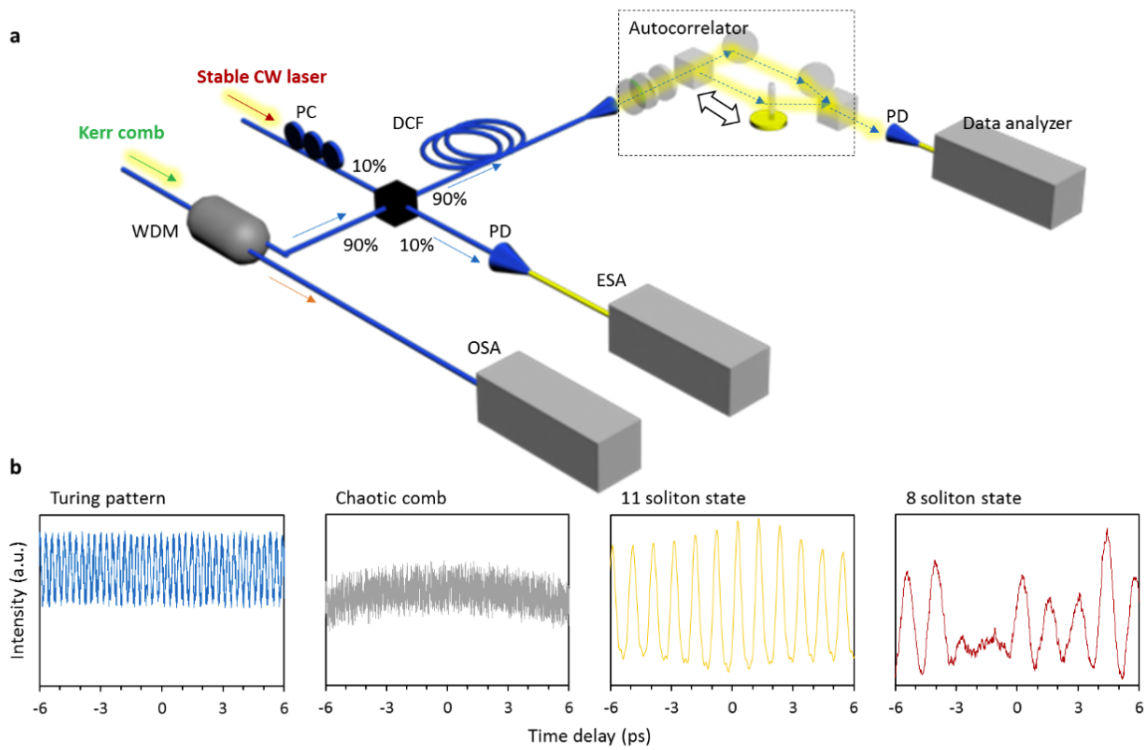 a
Autocorrelator
Stable CW laser
PC
Kerr comb
DCF
PD
Data analyzer
10%
90%
WDM
PD
90%
10%
ESA
OSA
b
Turing pattern
Chaotic comb
11 soliton state
8 soliton state
Intensity (a.u.)
-6 -3 0 3 6
-6 -3 0 3 6
-6 -3 0 3 6
-6 -3 0 3 6
Time delay (ps)